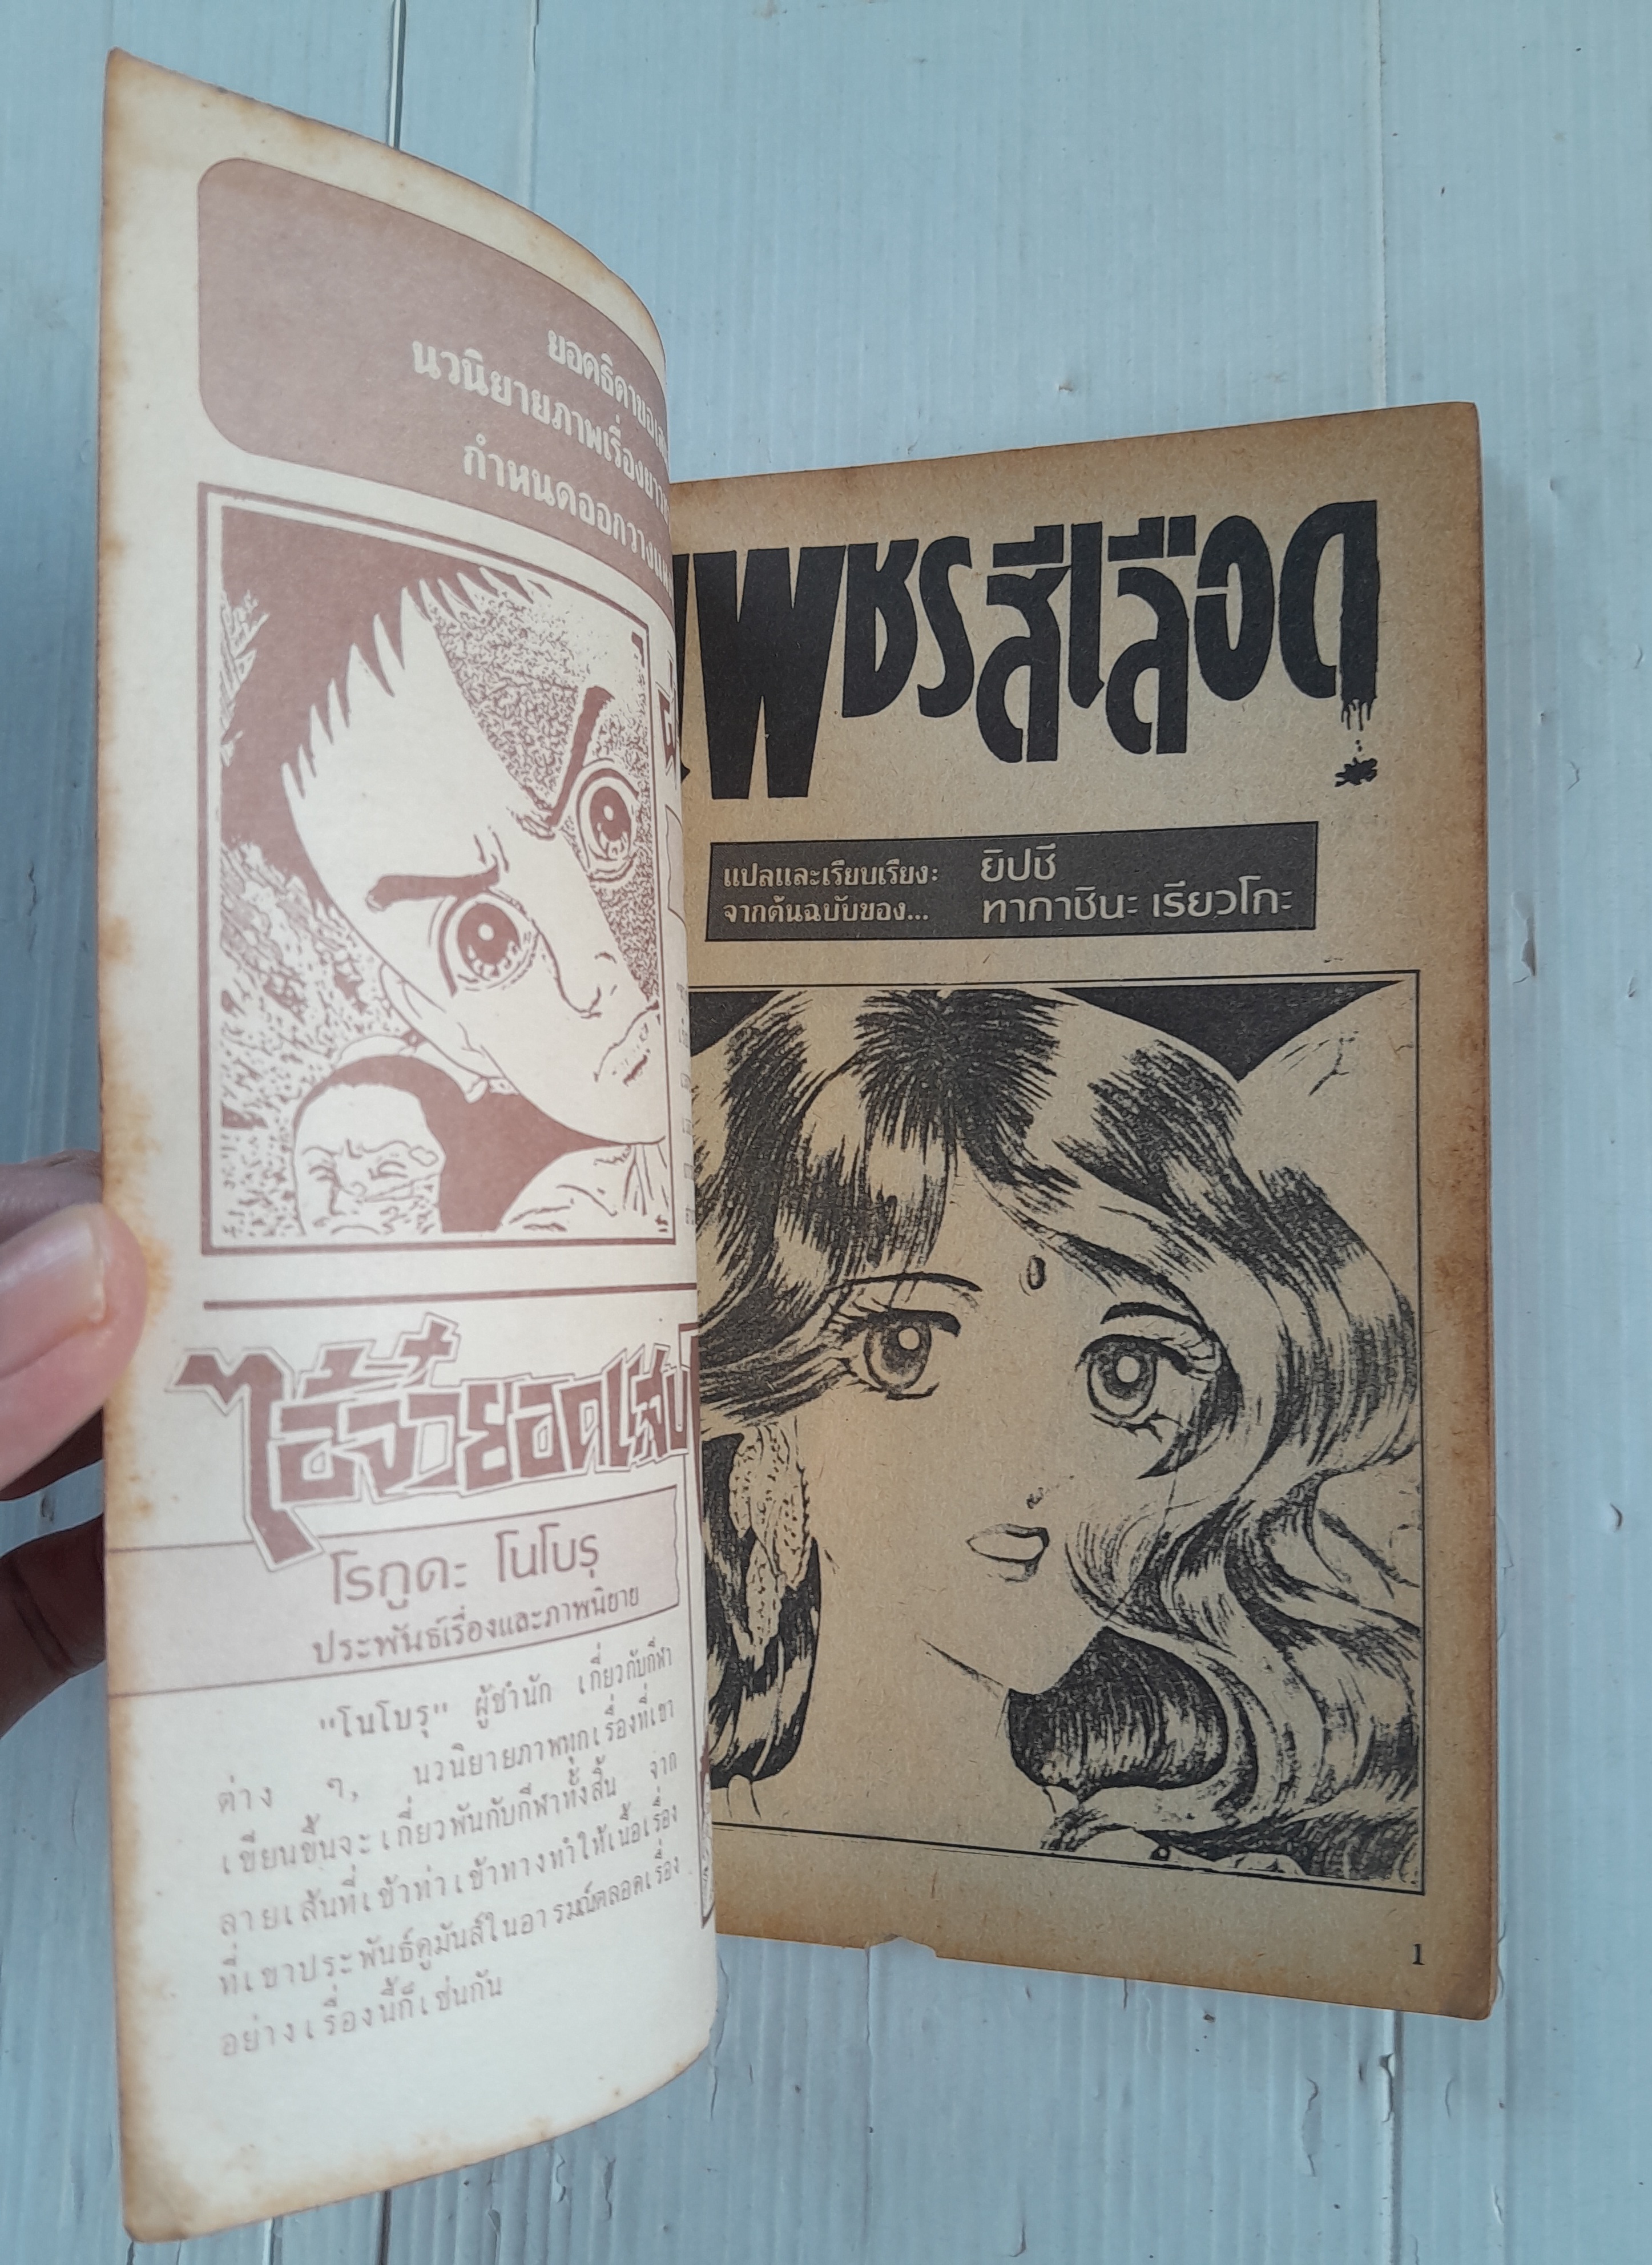 ยอดธิดาขอเส
นวนิยายภาพเรื่องยาว
กำหนดออกวางแผ
ไอ้จ๋อยอดแสบ
โรกูดะ โนโบรุ
ประพันธ์เรื่องและภาพนิยาย
"โนโบรุ" ผู้ชำนัก เกี่ยวกับกีฬา
ต่าง ๆ, นวนิยายภาพทุกเรื่องที่เขา
เขียนขึ้นจะเกี่ยวพันกับกีฬาทั้งสิ้น จาก
ลายเส้นที่เข้าท่าเข้าทางทำให้เนื้อเรื่อง
ที่เขาประพันธ์ดูมันส์ในอารมณ์ตลอดเรื่อง
อย่างเรื่องนี้ก็เช่นกัน
เพชรสีเลือด
แปลและเรียบเรียง: ยิปซี
จากต้นฉบับของ... ทากาชินะ เรียวโกะ
1